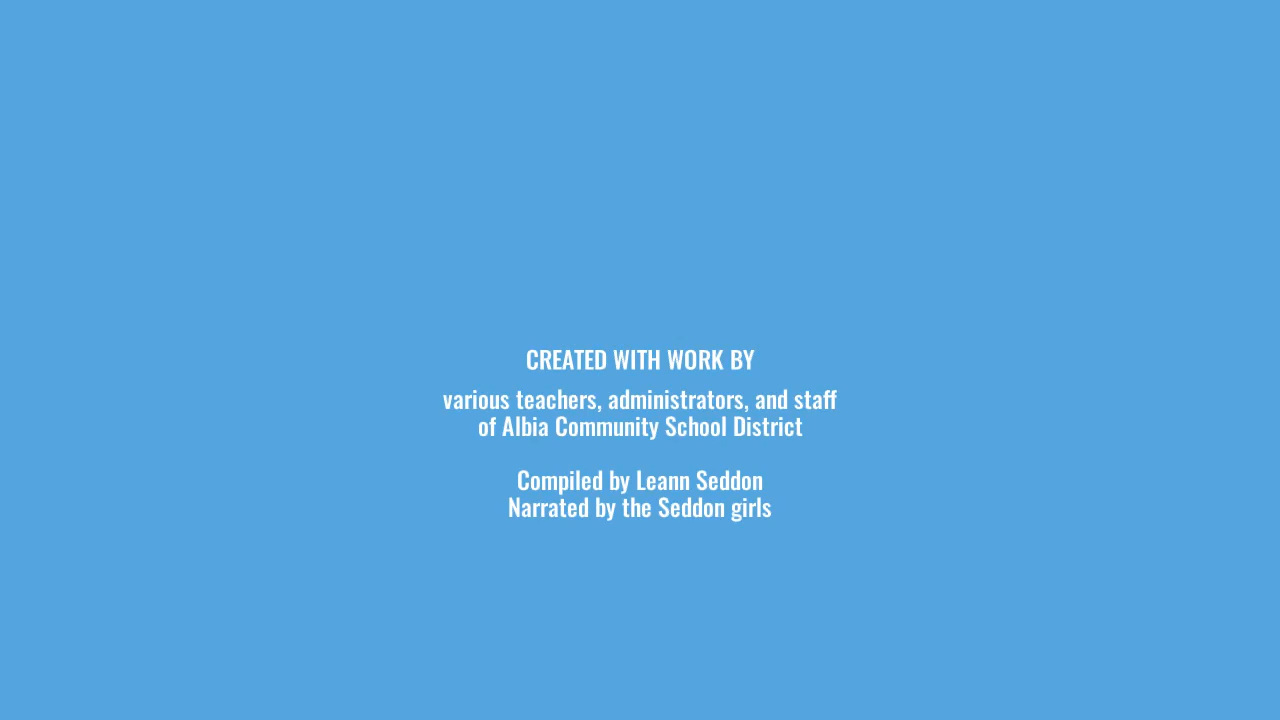 CREATED WITH WORK BY
various teachers, administrators, and staff
of Albia Community School District
Compiled by Leann Seddon
Narrated by the Seddon girls